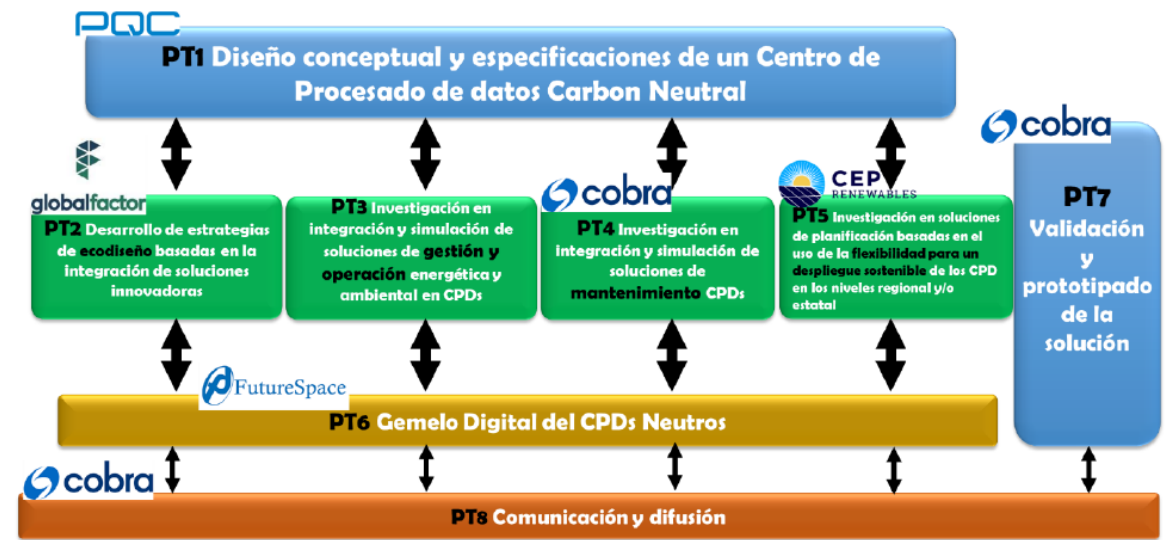 PQC
PT1 Diseño conceptual y especificaciones de un Centro de
Procesado de datos Carbon Neutral
globalfactor
PT2 Desarrollo de estrategias
de ecodiseño basadas en la
integración de soluciones
innovadoras
PT3 Investigación en
integración y simulación de
soluciones de gestión y
operación energética y
ambiental en CPDs
cobra
PT4 Investigación en
integración y simulación de
soluciones de
mantenimiento CPDs
CEP
RENEWABLES
PT5 Investigación en soluciones
de planificación basadas en el
uso de la flexibilidad para un
despliegue sostenible de los CPD
en los niveles regional y/o
estatal
cobra
PT7
Validación
y
prototipado
de la
solución
FutureSpace
PT6 Gemelo Digital del CPDs Neutros
cobra
PT8 Comunicación y difusión